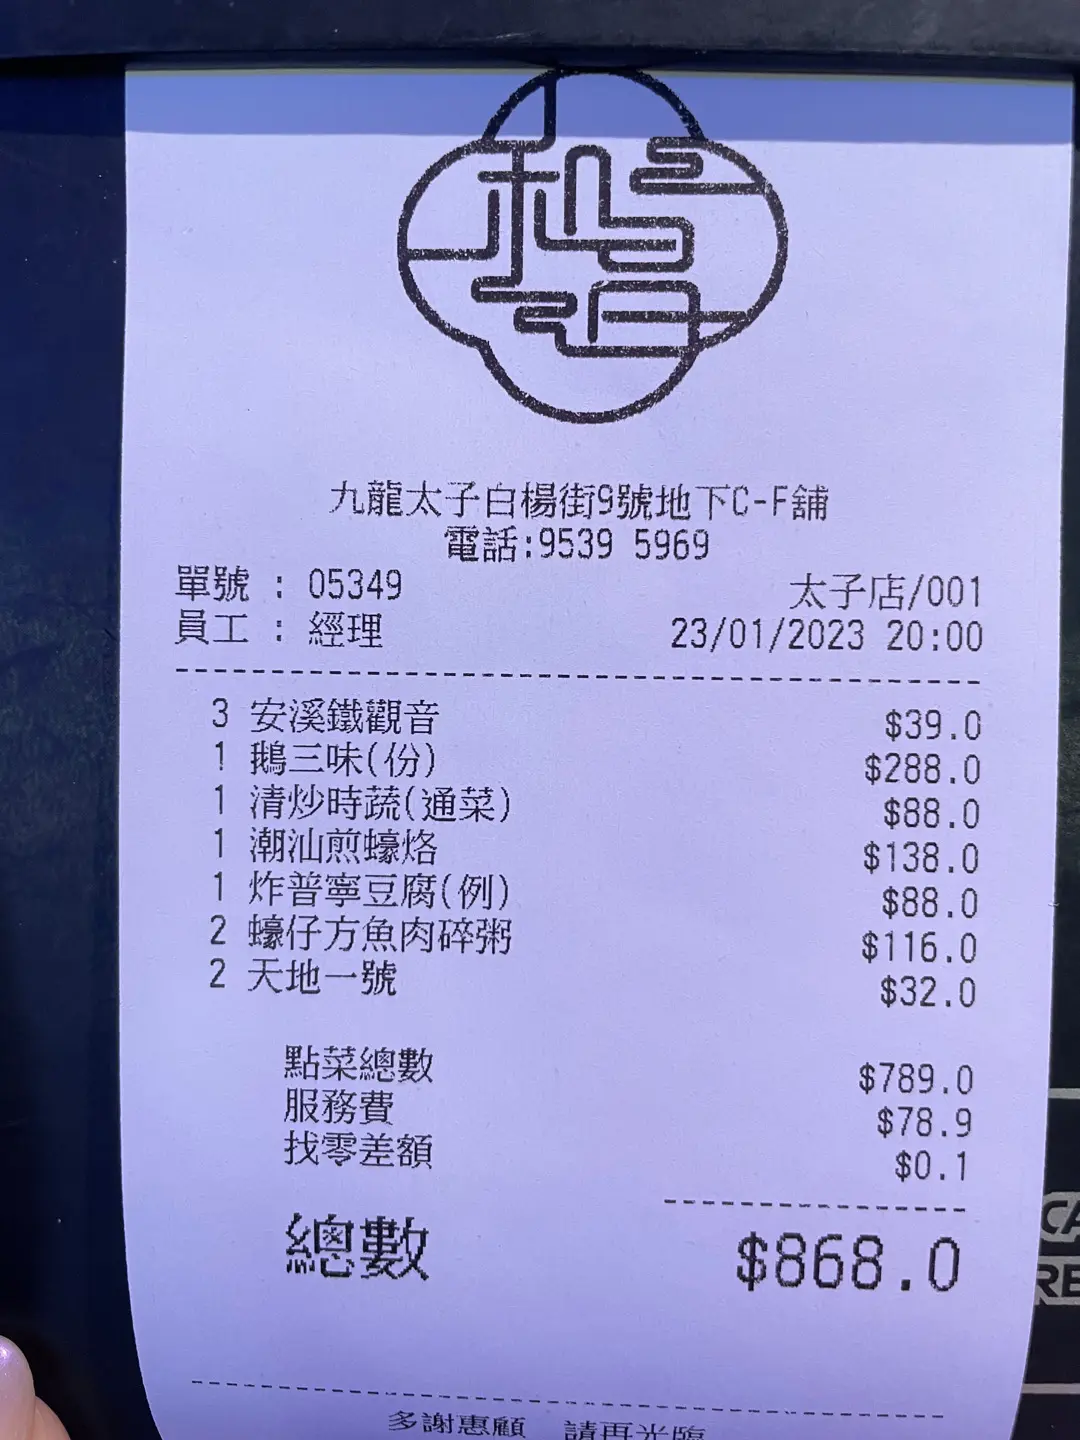 九龍太子白楊街9號地下C-F舖
電話:9539 5969
單號 : 05349 太子店/001
員工 : 經理 23/01/2023 20:00
3 安溪鐵觀音 $39.0
1 鵝三味(份) $288.0
1 清炒時蔬(通菜) $88.0
1 潮汕煎蠔烙 $138.0
1 炸普寧豆腐(例) $88.0
2 蠔仔方魚肉碎粥 $116.0
2 天地一號 $32.0
點菜總數 $789.0
服務費 $78.9
找零差額 $0.1
總數 $868.0
多謝惠顧 請再光臨